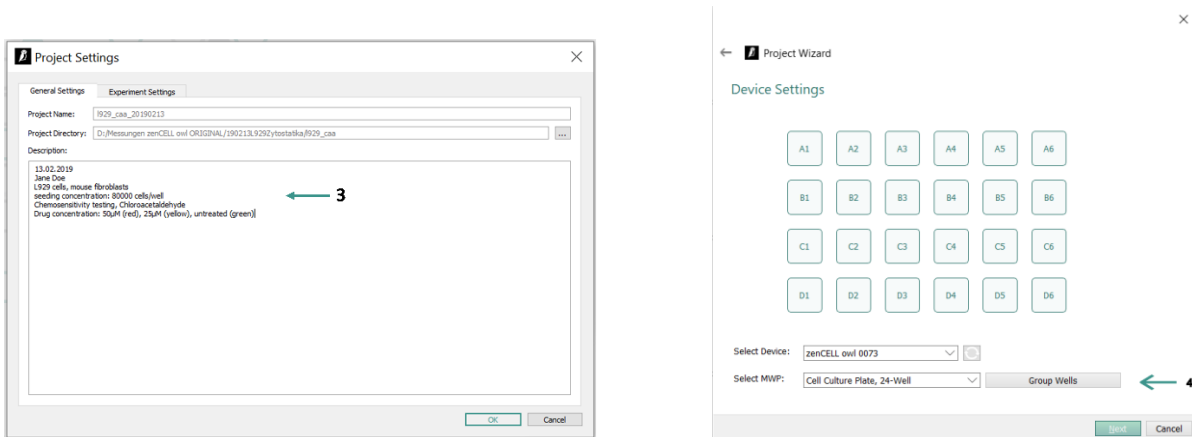 Project Settings
General Settings
Experiment Settings
Project Name:
l929_caa_20190213
Project Directory:
D:/Messungen zenCELL owl ORIGINAL/190213L929Zytostatika/l929_caa
...
Description:
13.02.2019
Jane Doe
L929 cells, mouse fibroblasts
seeding concentration: 80000 cells/well
Chemosensitivity testing, Chloroacetaldehyde
Drug concentration: 50µM (red), 25µM (yellow), untreated (green)
3
OK
Cancel
Project Wizard
Device Settings
A1 A2 A3 A4 A5 A6
B1 B2 B3 B4 B5 B6
C1 C2 C3 C4 C5 C6
D1 D2 D3 D4 D5 D6
Select Device:
zenCELL owl 0073
Select MWP:
Cell Culture Plate, 24-Well
Group Wells
4
Next
Cancel